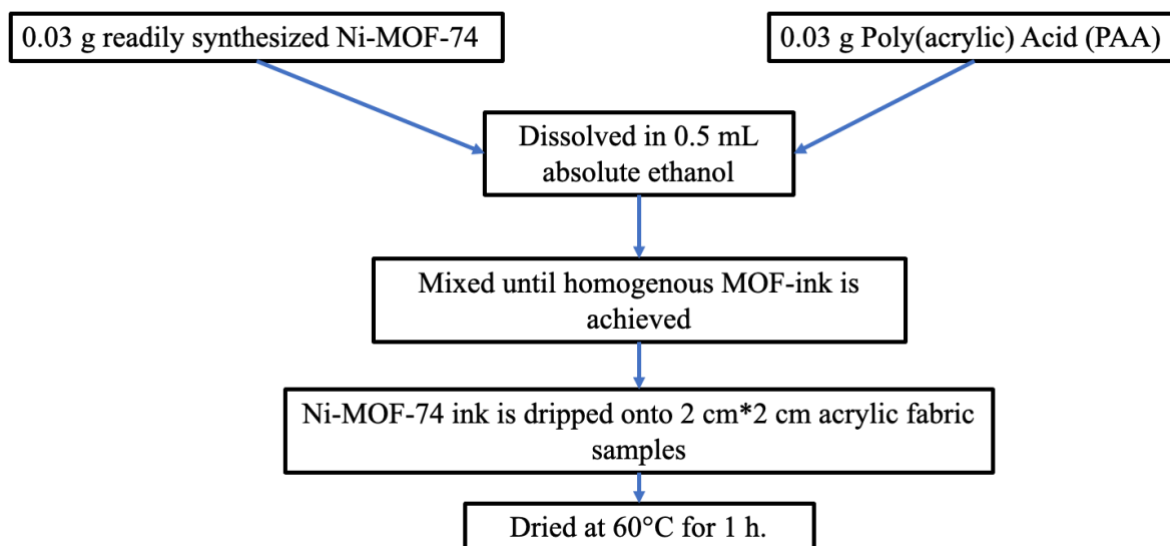 0.03 g readily synthesized Ni-MOF-74
0.03 g Poly(acrylic) Acid (PAA)
Dissolved in 0.5 mL
absolute ethanol
Mixed until homogenous MOF-ink is
achieved
Ni-MOF-74 ink is dripped onto 2 cm*2 cm acrylic fabric
samples
Dried at 60°C for 1 h.